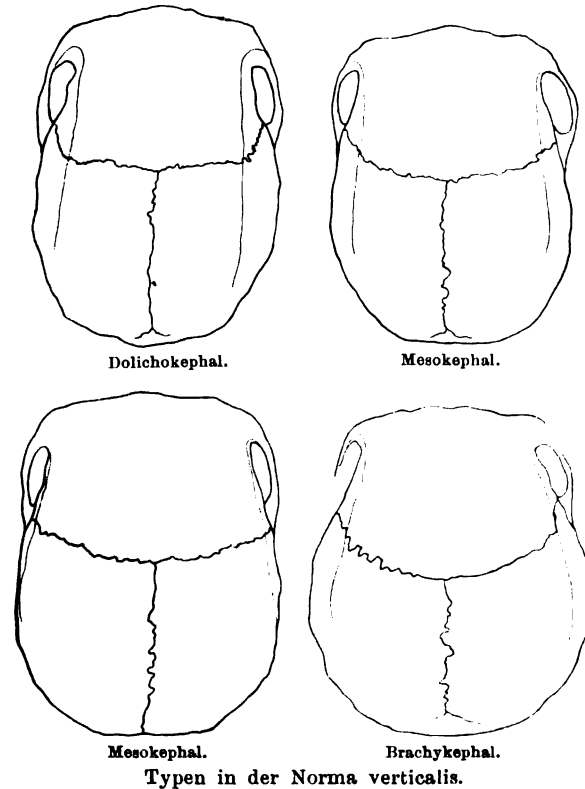 Dolichokephal.
Mesokephal.
Mesokephal.
Brachykephal.
Typen in der Norma verticalis.